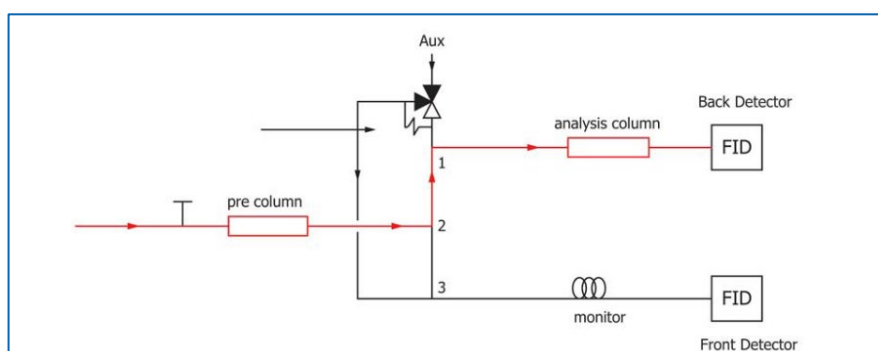 Aux
Back Detector
analysis column
FID
1
pre column
2
3
FID
monitor
Front Detector